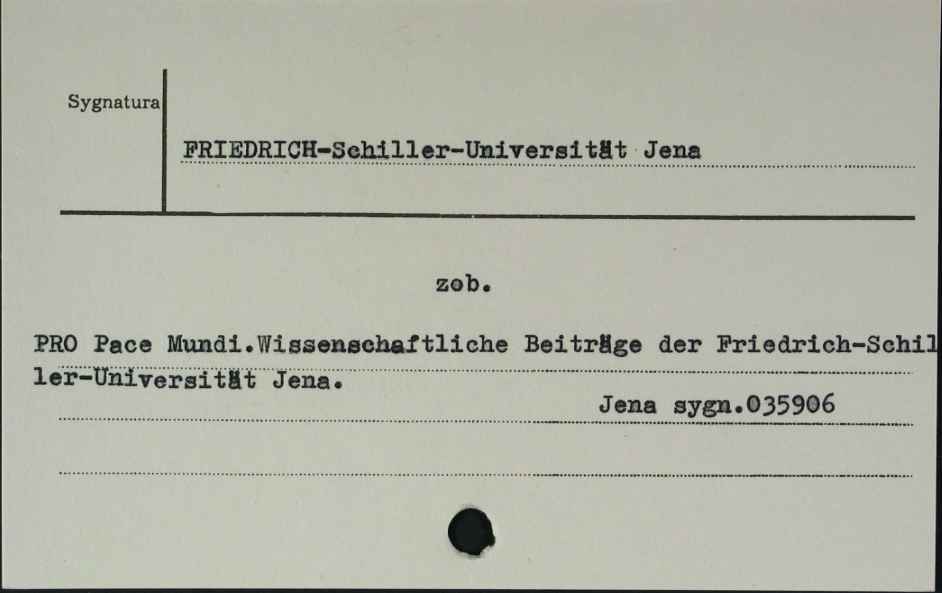 Sygnatura
FRIEDRICH-Schiller-Universität Jena
zob.
PRO Pace Mundi.Wissenschaftliche Beiträge der Friedrich-Schil
ler-Universität Jena.
Jena sygn.035906